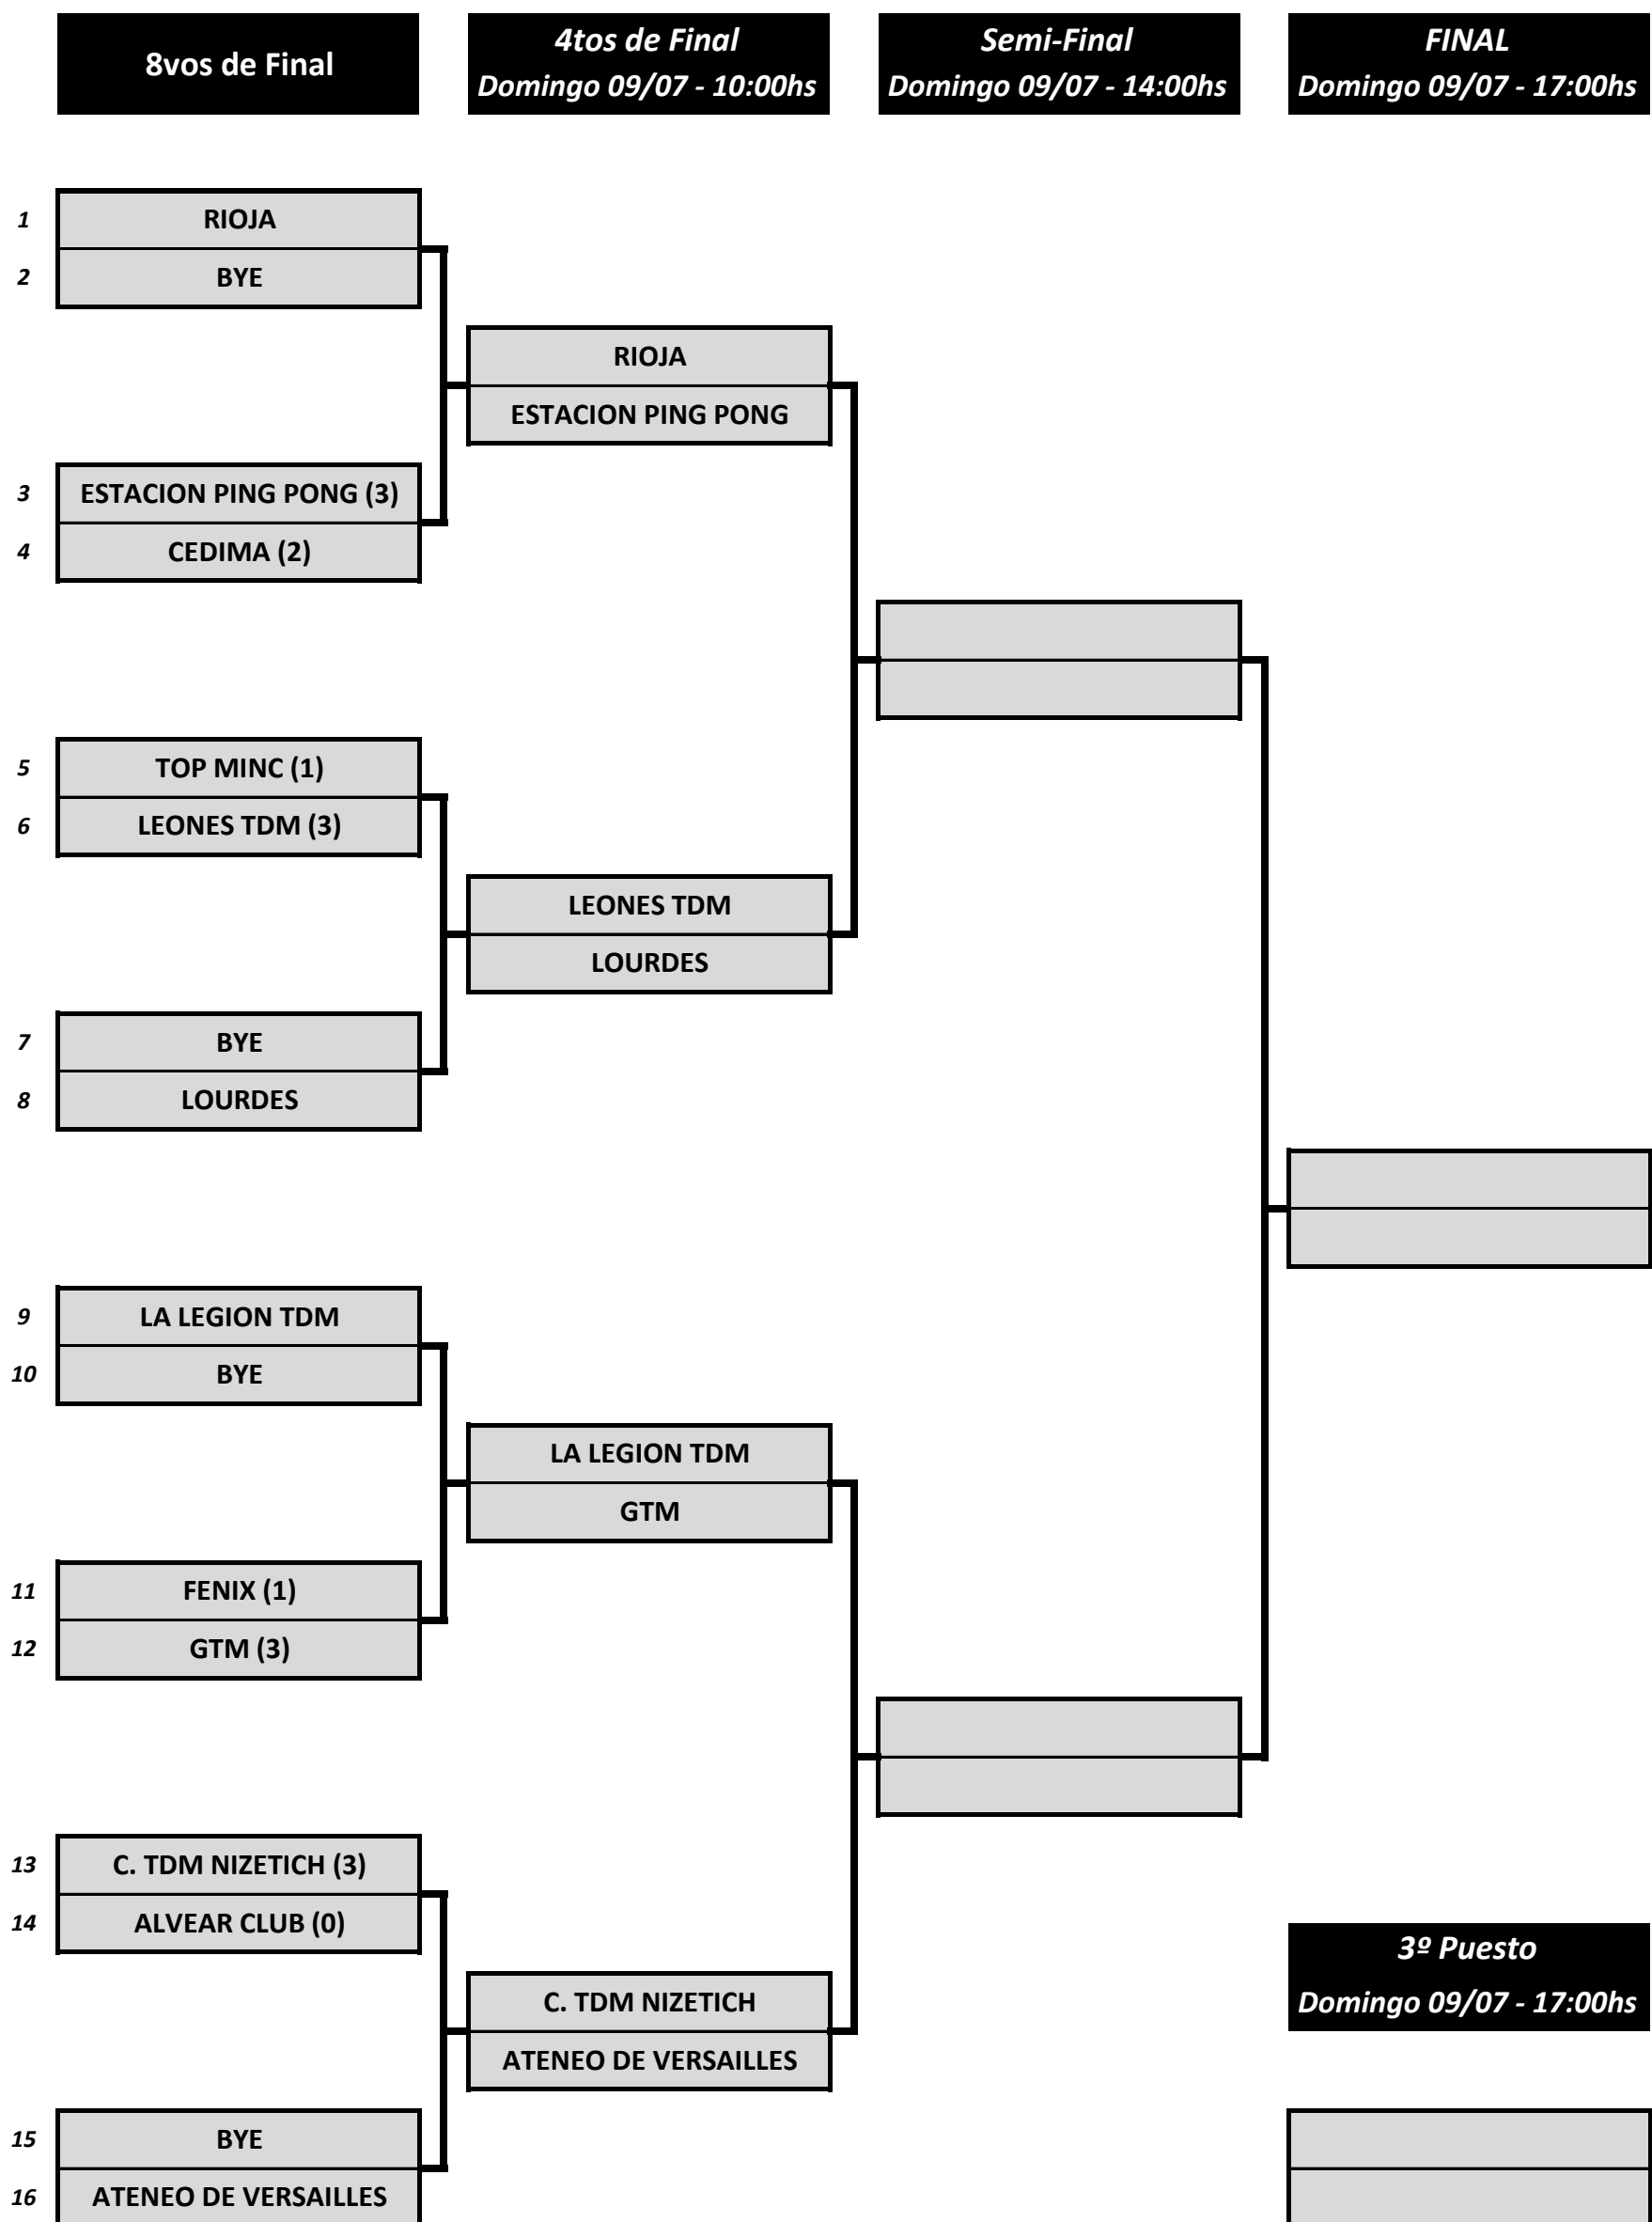 8vos de Final
4tos de Final
Domingo 09/07 - 10:00hs
Semi-Final
Domingo 09/07 - 14:00hs
FINAL
Domingo 09/07 - 17:00hs
1 RIOJA
2 BYE
RIOJA
ESTACION PING PONG
3 ESTACION PING PONG (3)
4 CEDIMA (2)
5 TOP MINC (1)
6 LEONES TDM (3)
LEONES TDM
LOURDES
7 BYE
8 LOURDES
9 LA LEGION TDM
10 BYE
LA LEGION TDM
GTM
11 FENIX (1)
12 GTM (3)
13 C. TDM NIZETICH (3)
14 ALVEAR CLUB (0)
3º Puesto
Domingo 09/07 - 17:00hs
C. TDM NIZETICH
ATENEO DE VERSAILLES
15 BYE
16 ATENEO DE VERSAILLES